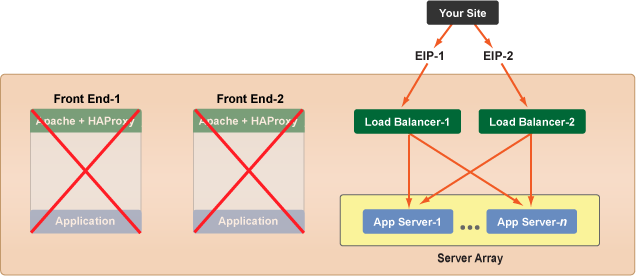 Your Site
EIP-1 EIP-2
Front End-1 Front End-2
Apache + HAProxy Apache + HAProxy Load Balancer-1 Load Balancer-2
Application Application App Server-1 ... App Server-n
Server Array